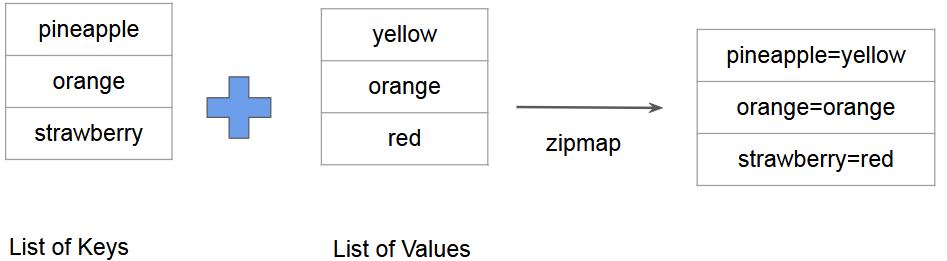 pineapple
orange
strawberry
yellow
orange
red
zipmap
pineapple=yellow
orange=orange
strawberry=red
List of Keys
List of Values